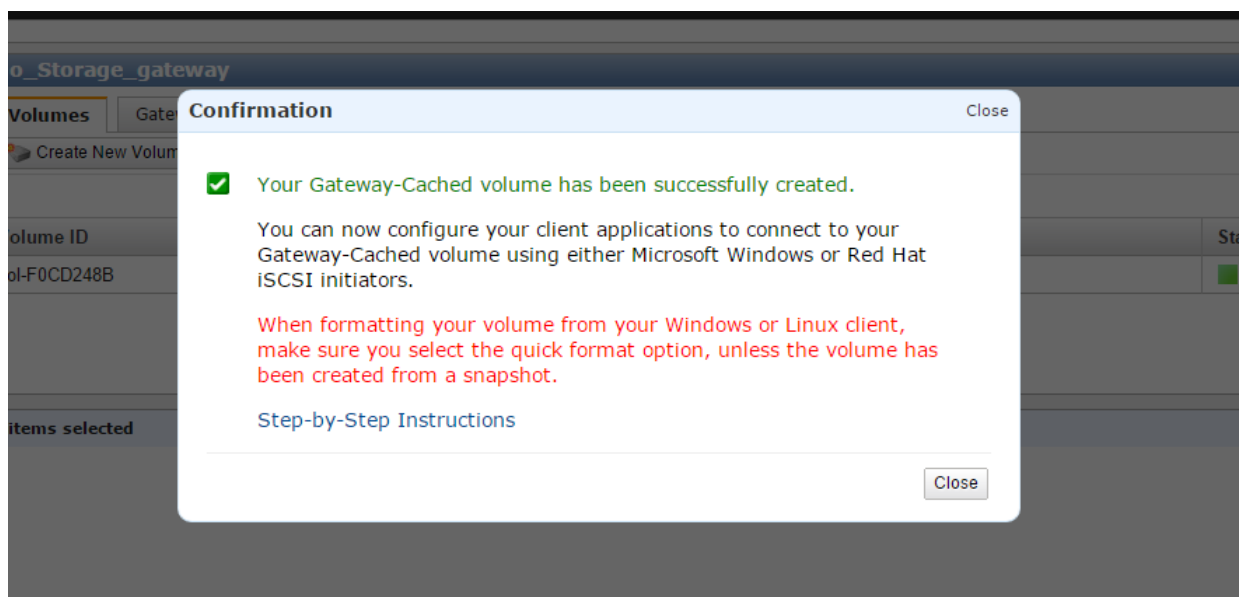 o_Storage_gateway
Volumes Gate
Confirmation Close
Create New Volum
Your Gateway-Cached volume has been successfully created.
You can now configure your client applications to connect to your
Gateway-Cached volume using either Microsoft Windows or Red Hat
iSCSI initiators.
olume ID Sta
ol-F0CD248B
When formatting your volume from your Windows or Linux client,
make sure you select the quick format option, unless the volume has
been created from a snapshot.
Step-by-Step Instructions
items selected
Close